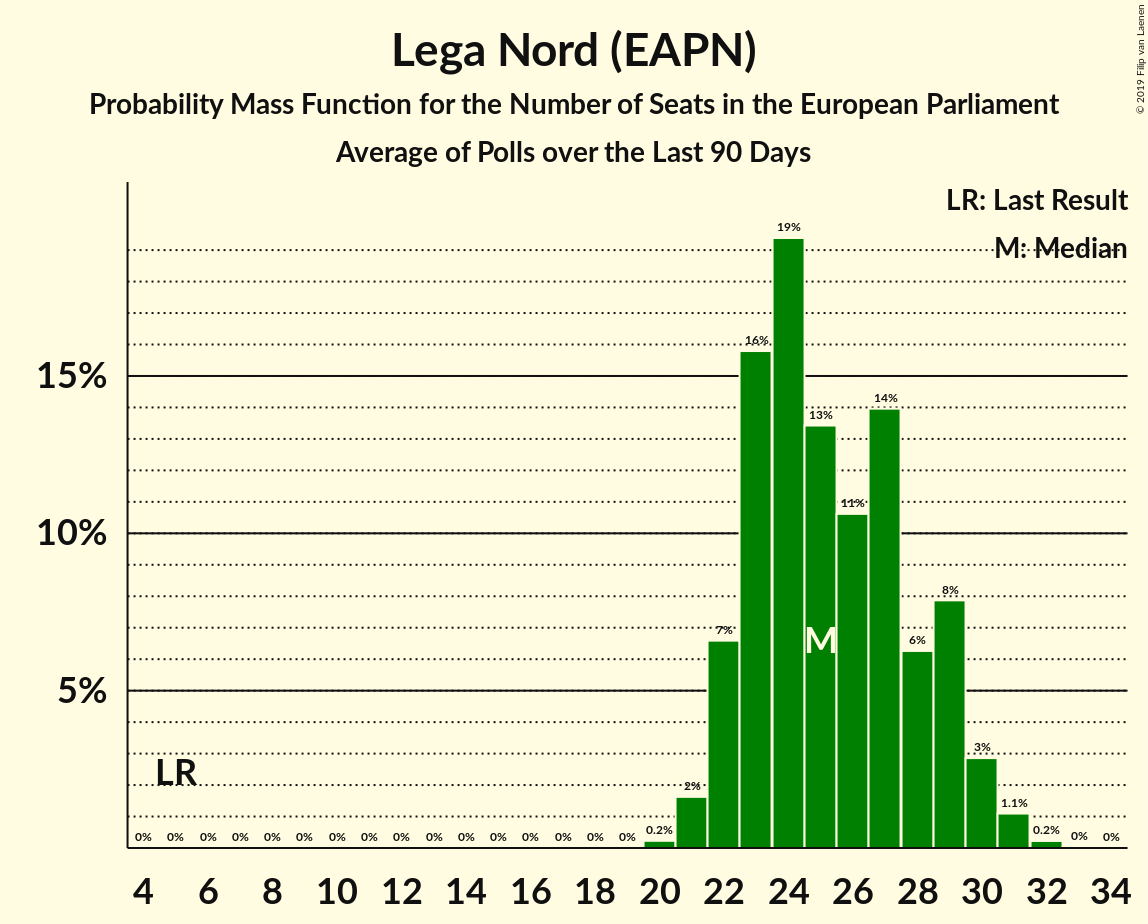 Lega Nord (EAPN)
Probability Mass Function for the Number of Seats in the European Parliament
Average of Polls over the Last 90 Days
© 2019 Filip van Laenen
LR: Last Result
M: Median
19%
16%
15%
14%
13%
11%
10%
8%
7%
6%
M
5%
3%
LR
2%
1.1%
0% 0% 0% 0% 0% 0% 0% 0% 0% 0% 0% 0% 0% 0% 0% 0% 0.2% 0.2% 0% 0%
4 6 8 10 12 14 16 18 20 22 24 26 28 30 32 34